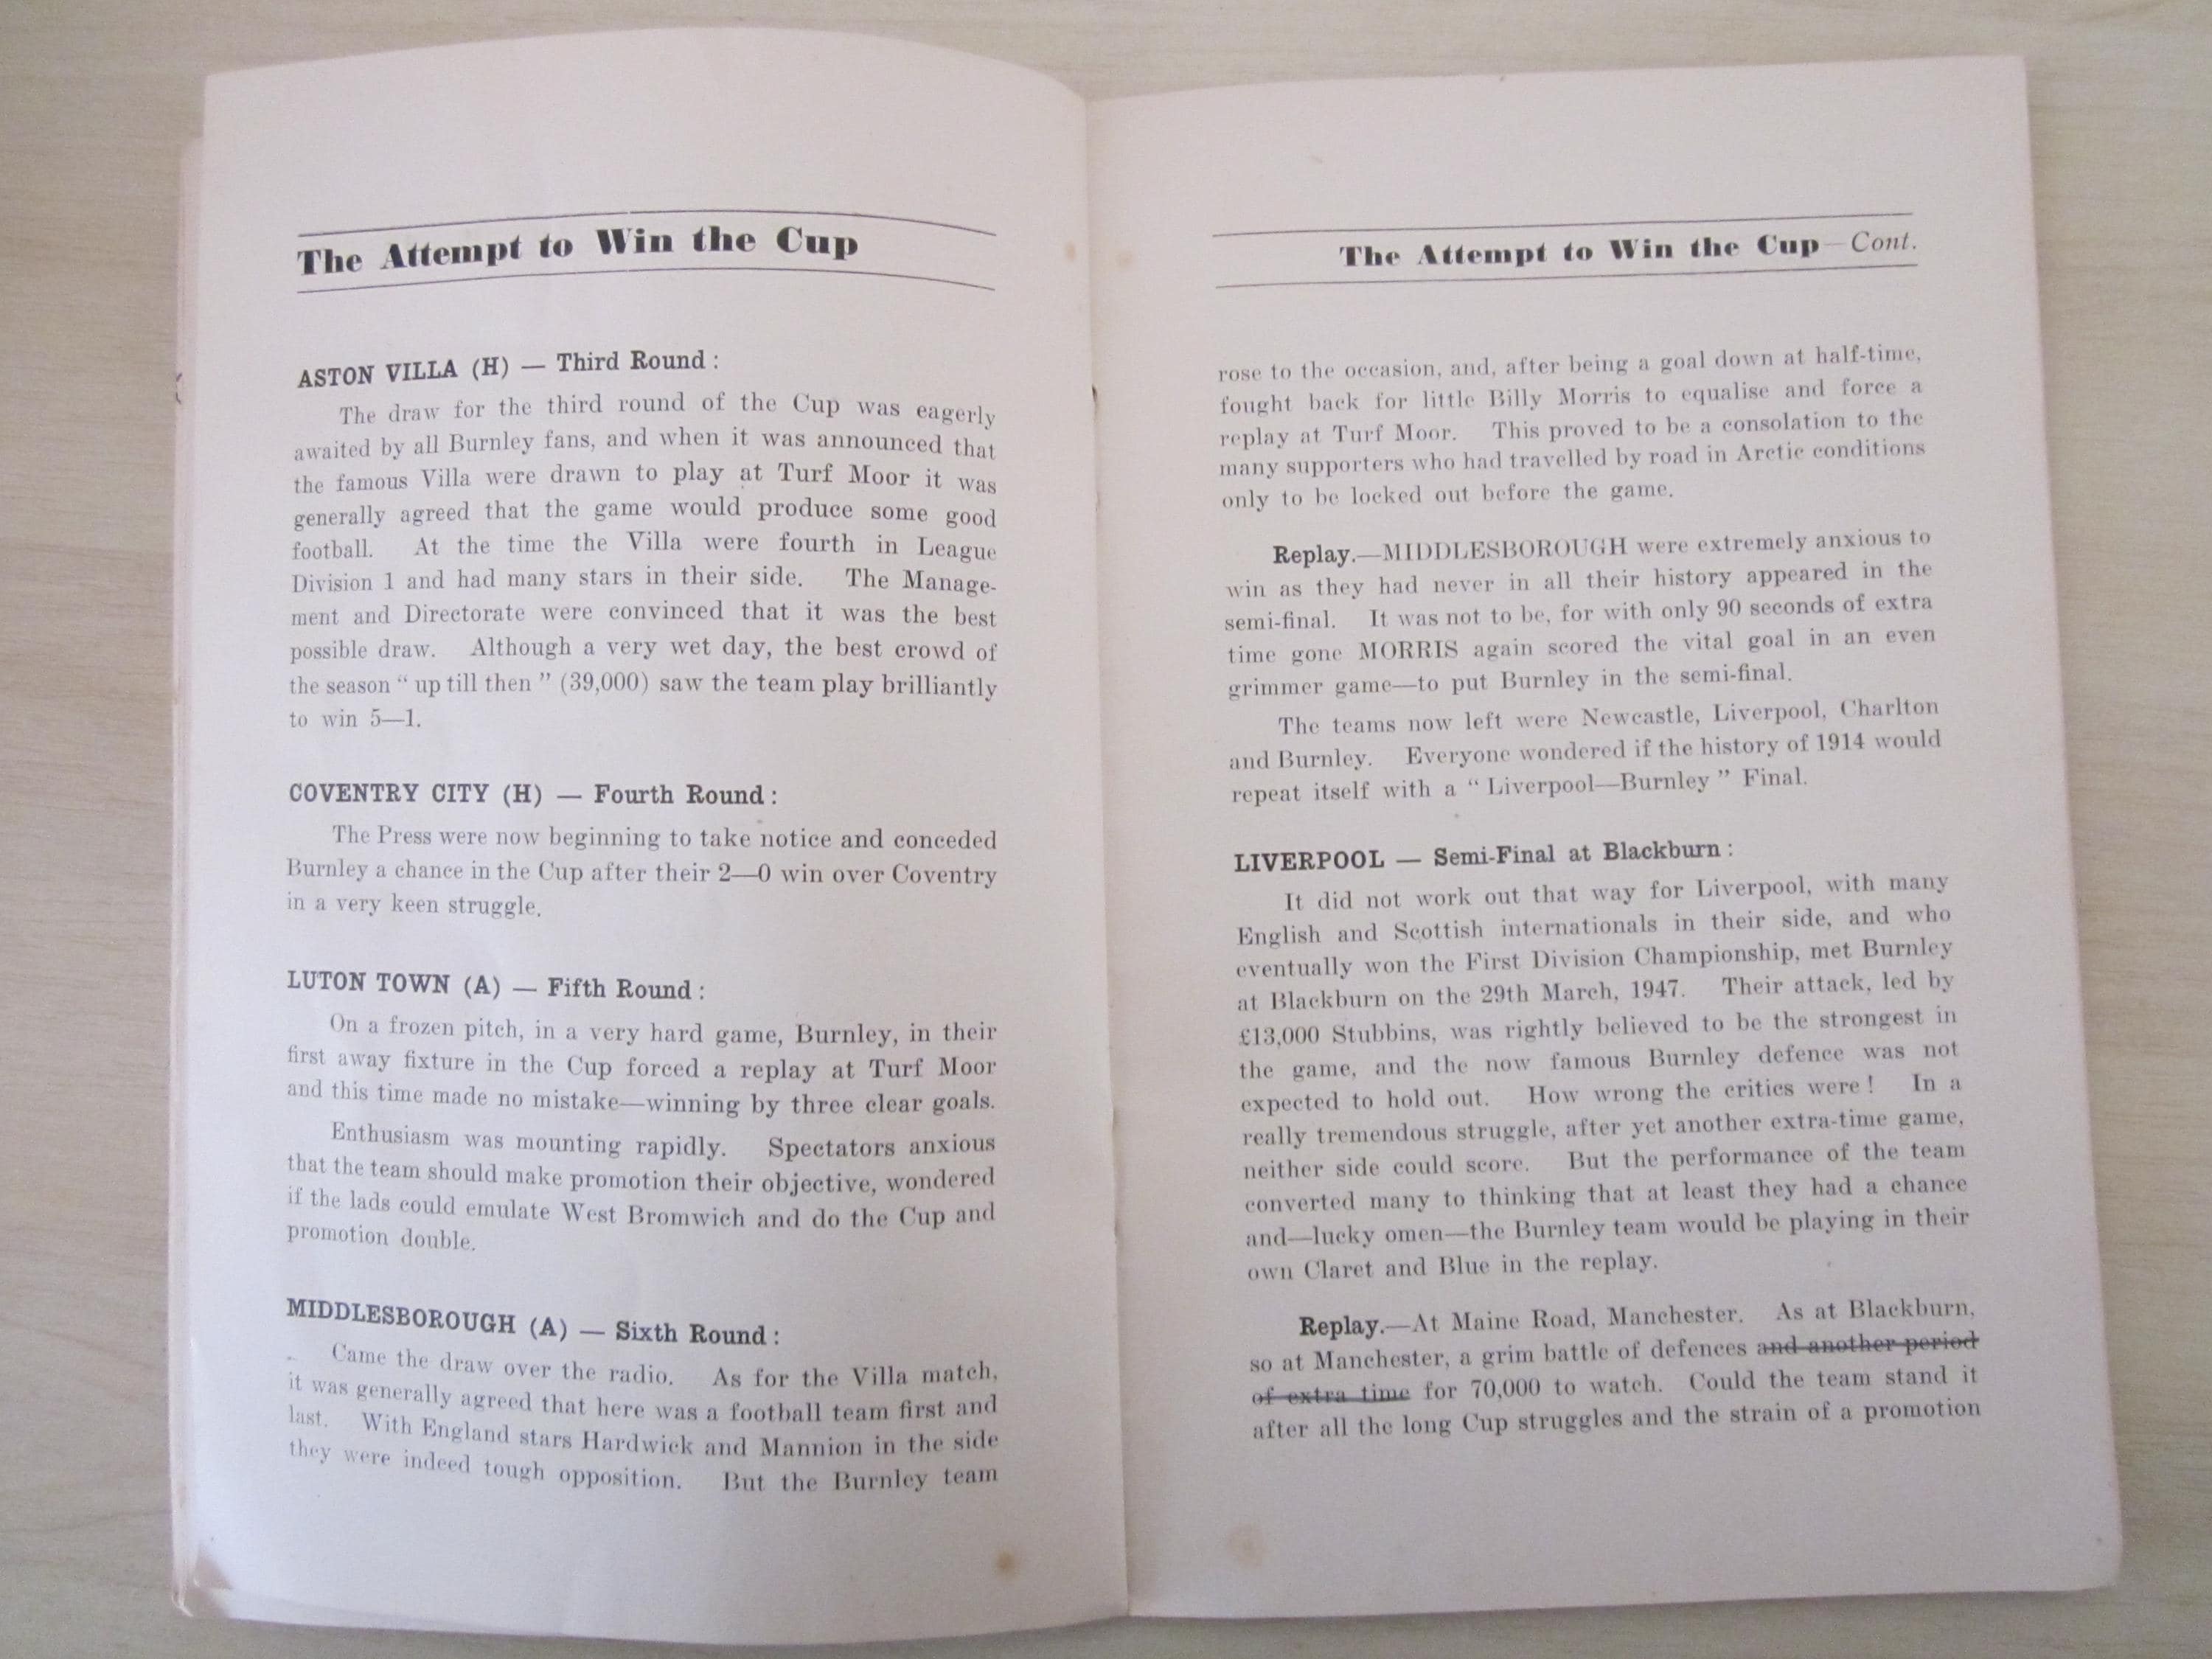 The Attempt to Win the Cup
ASTON VILLA (H) — Third Round :
The draw for the third round of the Cup was eagerly
awaited by all Burnley fans, and when it was announced that
the famous Villa were drawn to play at Turf Moor it was
generally agreed that the game would produce some good
football. At the time the Villa were fourth in League
Division 1 and had many stars in their side. The Manage-
ment and Directorate were convinced that it was the best
possible draw. Although a very wet day, the best crowd of
the season “ up till then ” (39,000) saw the team play brilliantly
to win 5—1.
COVENTRY CITY (H) — Fourth Round :
The Press were now beginning to take notice and conceded
Burnley a chance in the Cup after their 2—0 win over Coventry
in a very keen struggle.
LUTON TOWN (A) — Fifth Round :
On a frozen pitch, in a very hard game, Burnley, in their
first away fixture in the Cup forced a replay at Turf Moor
and this time made no mistake—winning by three clear goals.
Enthusiasm was mounting rapidly. Spectators anxious
that the team should make promotion their objective, wondered
if the lads could emulate West Bromwich and do the Cup and
promotion double.
MIDDLESBOROUGH (A) — Sixth Round :
Came the draw over the radio. As for the Villa match,
it was generally agreed that here was a football team first and
last. With England stars Hardwick and Mannion in the side
they were indeed tough opposition. But the Burnley team
The Attempt to Win the Cup—Cont.
rose to the occasion, and, after being a goal down at half-time,
fought back for little Billy Morris to equalise and force a
replay at Turf Moor. This proved to be a consolation to the
many supporters who had travelled by road in Arctic conditions
only to be locked out before the game.
Replay.—MIDDLESBOROUGH were extremely anxious to
win as they had never in all their history appeared in the
semi-final. It was not to be, for with only 90 seconds of extra
time gone MORRIS again scored the vital goal in an even
grimmer game—to put Burnley in the semi-final.
The teams now left were Newcastle, Liverpool, Charlton
and Burnley. Everyone wondered if the history of 1914 would
repeat itself with a “ Liverpool—Burnley ” Final.
LIVERPOOL — Semi-Final at Blackburn :
It did not work out that way for Liverpool, with many
English and Scottish internationals in their side, and who
eventually won the First Division Championship, met Burnley
at Blackburn on the 29th March, 1947. Their attack, led by
£13,000 Stubbins, was rightly believed to be the strongest in
the game, and the now famous Burnley defence was not
expected to hold out. How wrong the critics were ! In a
really tremendous struggle, after yet another extra-time game,
neither side could score. But the performance of the team
converted many to thinking that at least they had a chance
and—lucky omen—the Burnley team would be playing in their
own Claret and Blue in the replay.
Replay.—At Maine Road, Manchester. As at Blackburn,
so at Manchester, a grim battle of defences and another period
of extra time for 70,000 to watch. Could the team stand it
after all the long Cup struggles and the strain of a promotion